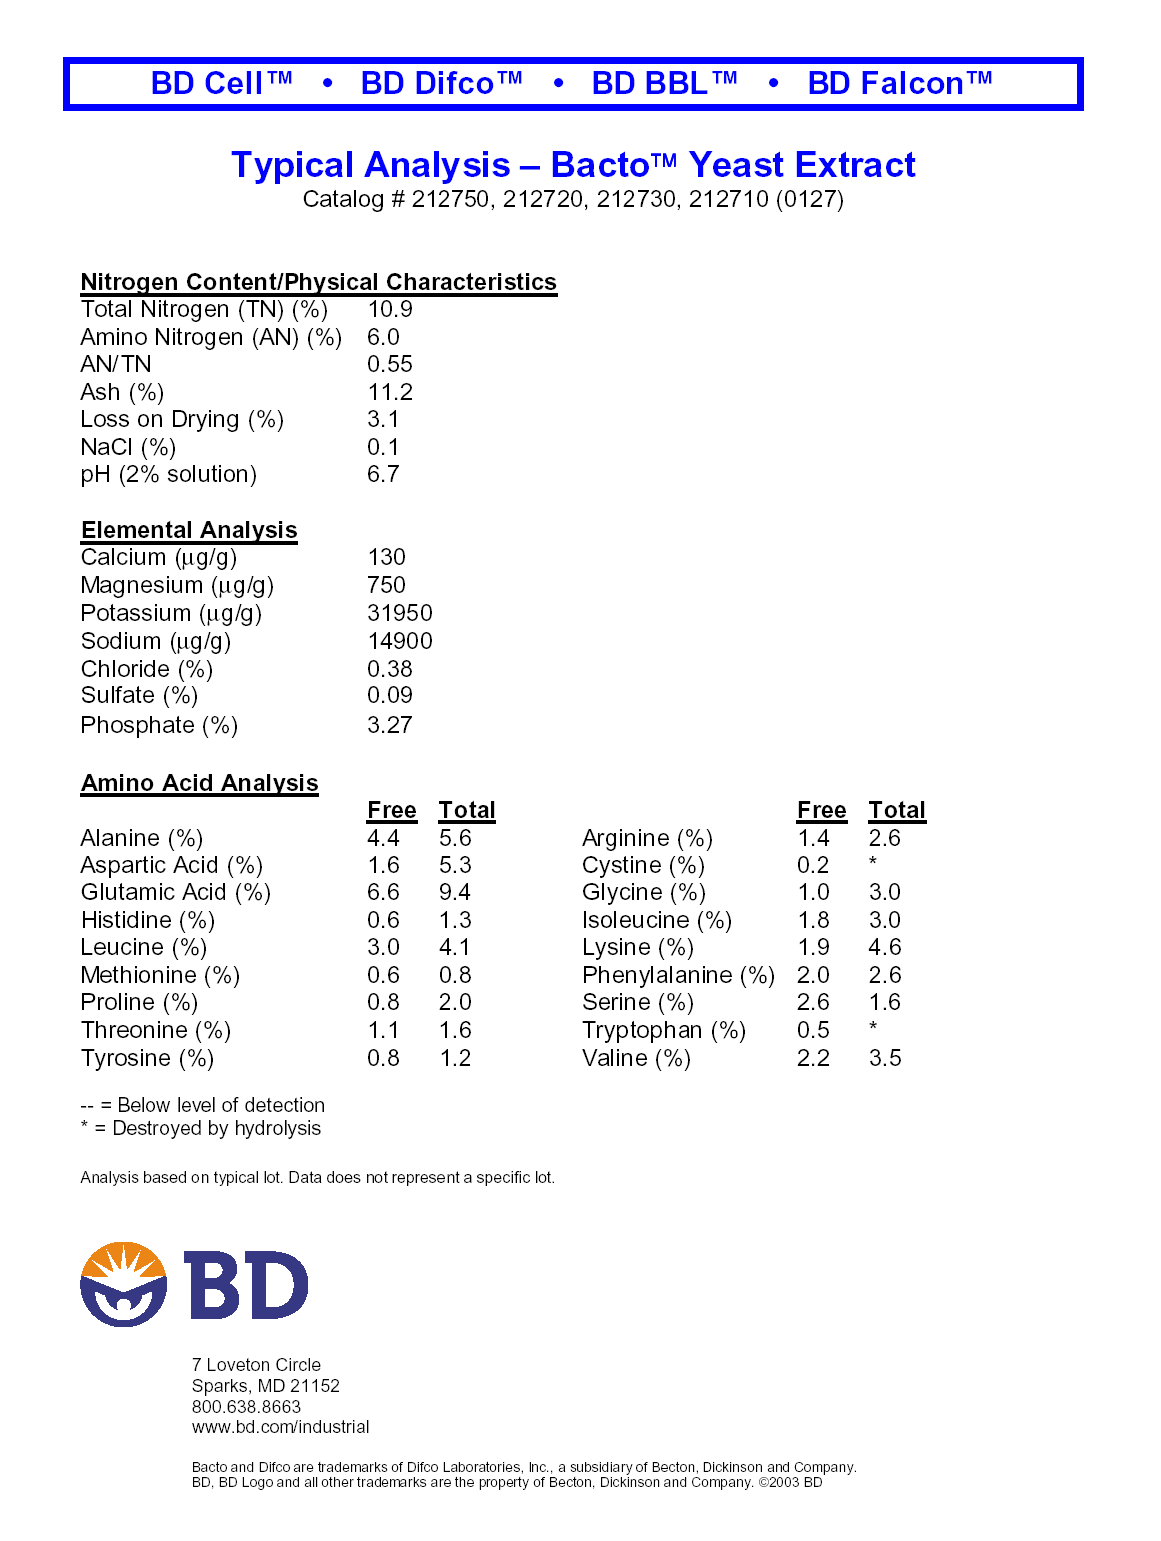 BD Cell™ • BD Difco™ • BD BBL™ • BD Falcon™
Typical Analysis – Bacto™ Yeast Extract
Catalog # 212750, 212720, 212730, 212710 (0127)
Nitrogen Content/Physical Characteristics
Total Nitrogen (TN) (%) 10.9
Amino Nitrogen (AN) (%) 6.0
AN/TN 0.55
Ash (%) 11.2
Loss on Drying (%) 3.1
NaCl (%) 0.1
pH (2% solution) 6.7
Elemental Analysis
Calcium (µg/g) 130
Magnesium (µg/g) 750
Potassium (µg/g) 31950
Sodium (µg/g) 14900
Chloride (%) 0.38
Sulfate (%) 0.09
Phosphate (%) 3.27
Amino Acid Analysis
Free Total Free Total
Alanine (%) 4.4 5.6 Arginine (%) 1.4 2.6
Aspartic Acid (%) 1.6 5.3 Cystine (%) 0.2 *
Glutamic Acid (%) 6.6 9.4 Glycine (%) 1.0 3.0
Histidine (%) 0.6 1.3 Isoleucine (%) 1.8 3.0
Leucine (%) 3.0 4.1 Lysine (%) 1.9 4.6
Methionine (%) 0.6 0.8 Phenylalanine (%) 2.0 2.6
Proline (%) 0.8 2.0 Serine (%) 2.6 1.6
Threonine (%) 1.1 1.6 Tryptophan (%) 0.5 *
Tyrosine (%) 0.8 1.2 Valine (%) 2.2 3.5
-- = Below level of detection
* = Destroyed by hydrolysis
Analysis based on typical lot. Data does not represent a specific lot.
BD
7 Loveton Circle
Sparks, MD 21152
800.638.8663
www.bd.com/industrial
Bacto and Difco are trademarks of Difco Laboratories, Inc., a subsidiary of Becton, Dickinson and Company.
BD, BD Logo and all other trademarks are the property of Becton, Dickinson and Company. ©2003 BD